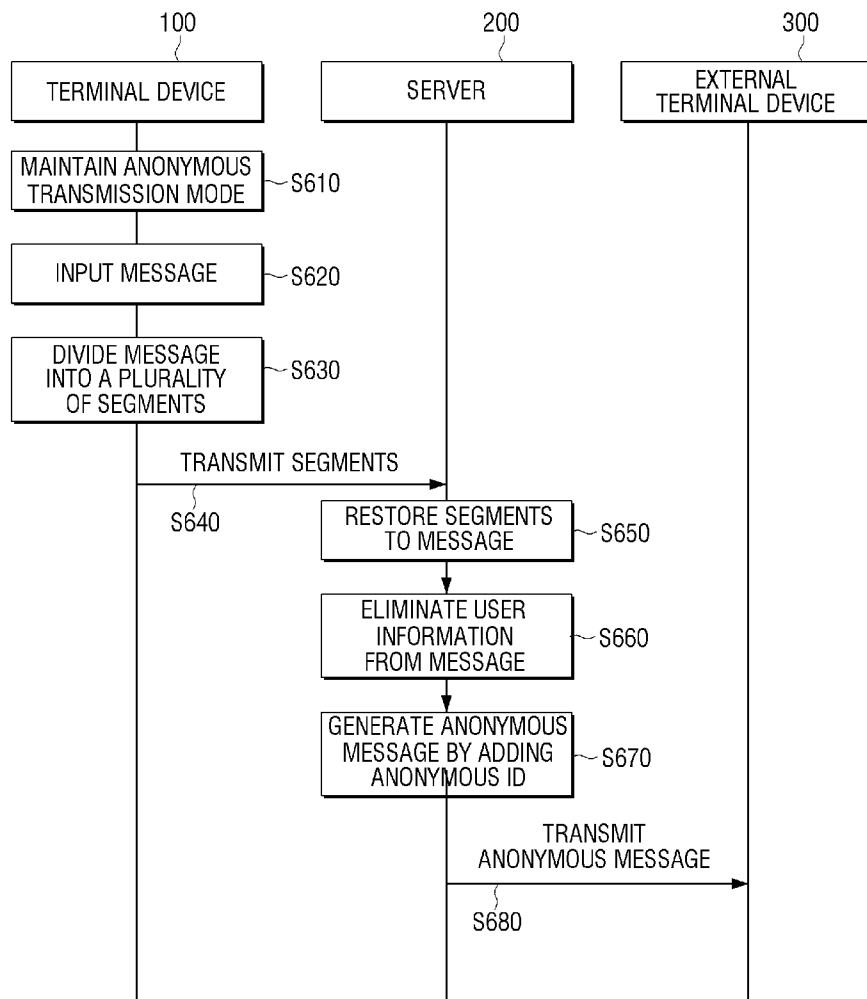 100
200
300
TERMINAL DEVICE
SERVER
EXTERNAL
TERMINAL DEVICE
MAINTAIN ANONYMOUS
TRANSMISSION MODE
S610
INPUT MESSAGE
S620
DIVIDE MESSAGE
INTO A PLURALITY
OF SEGMENTS
S630
TRANSMIT SEGMENTS
S640
RESTORE SEGMENTS
TO MESSAGE
S650
ELIMINATE USER
INFORMATION
FROM MESSAGE
S660
GENERATE ANONYMOUS
MESSAGE BY ADDING
ANONYMOUS ID
S670
TRANSMIT
ANONYMOUS MESSAGE
S680